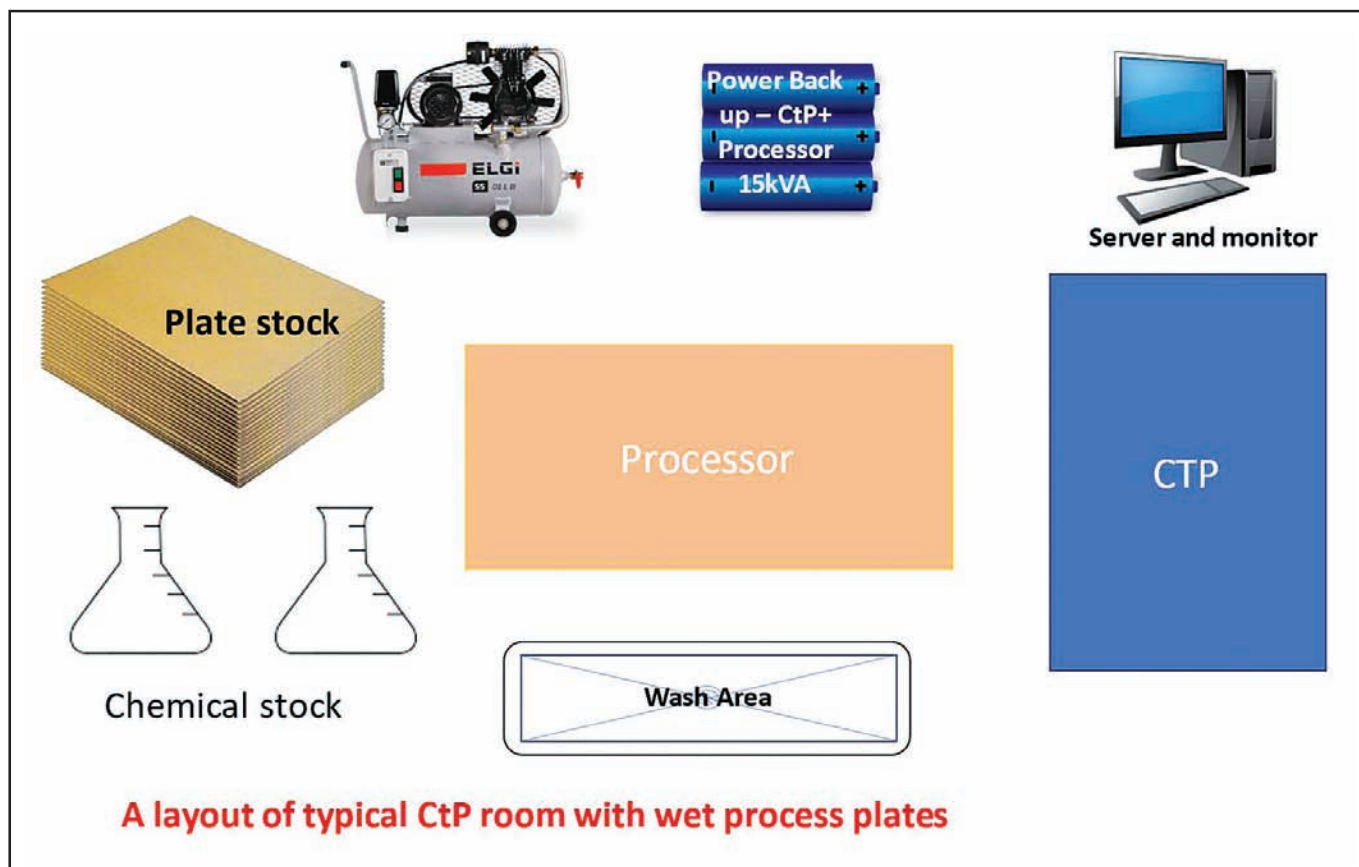 Power Back
up – CtP+
Processor
15kVA
ELGi
Server and monitor
Plate stock
Processor
CTP
Chemical stock
Wash Area
A layout of typical CtP room with wet process plates